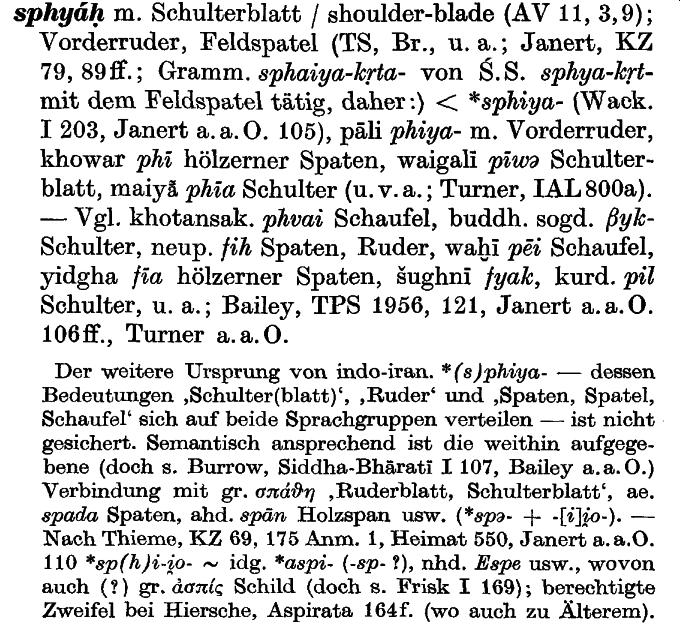 sphyáḥ m. Schulterblatt / shoulder-blade (AV 11, 3,9);
Vorderruder, Feldspatel (TS, Br., u. a.; Janert, KZ
79, 89ff.; Gramm. sphaiya-kṛta- von Ś.S. sphya-kṛt-
mit dem Feldspatel tätig, daher:) < *sphiya- (Wack.
I 203, Janert a.a.O. 105), pāli phiya- m. Vorderruder,
khowar phī hölzerner Spaten, waigalī pīwə Schulter-
blatt, maiyā̃ phīa Schulter (u.v.a.; Turner, IAL 800a).
— Vgl. khotansak. phvai Schaufel, buddh. sogd. βyk-
Schulter, neup. fih Spaten, Ruder, waḫī pēi Schaufel,
yidgha fīa hölzerner Spaten, šughnī fyak, kurd. pil
Schulter, u. a.; Bailey, TPS 1956, 121, Janert a.a.O.
106ff., Turner a.a.O.
Der weitere Ursprung von indo-iran. *(s)phiya- — dessen
Bedeutungen ‚Schulter(blatt)‘, ‚Ruder‘ und ‚Spaten, Spatel,
Schaufel‘ sich auf beide Sprachgruppen verteilen — ist nicht
gesichert. Semantisch ansprechend ist die weithin aufgege-
bene (doch s. Burrow, Siddha-Bhāratī I 107, Bailey a.a.O.)
Verbindung mit gr. σπάθη ‚Ruderblatt, Schulterblatt‘, ae.
spada Spaten, ahd. spān Holzspan usw. (*spə- + -[i]i̯o-). —
Nach Thieme, KZ 69, 175 Anm. 1, Heimat 550, Janert a.a.O.
110 *sp(h)i-i̯o- ~ idg. *aspi- (-sp- ?), nhd. Espe usw., wovon
auch (?) gr. ἀσπίς Schild (doch s. Frisk I 169); berechtigte
Zweifel bei Hiersche, Aspirata 164f. (wo auch zu Älterem).